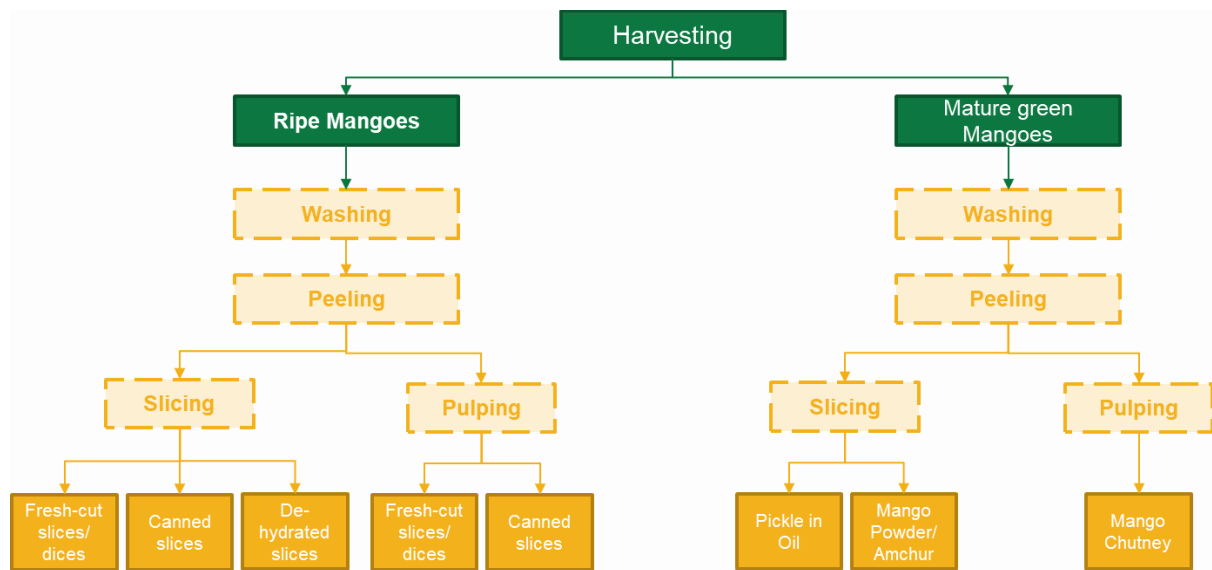 Harvesting
Ripe Mangoes
Mature green
Mangoes
Washing
Washing
Peeling
Peeling
Slicing
Pulping
Slicing
Pulping
Fresh-cut
slices/
dices
Canned
slices
De-
hydrated
slices
Fresh-cut
slices/
dices
Canned
slices
Pickle in
Oil
Mango
Powder/
Amchur
Mango
Chutney